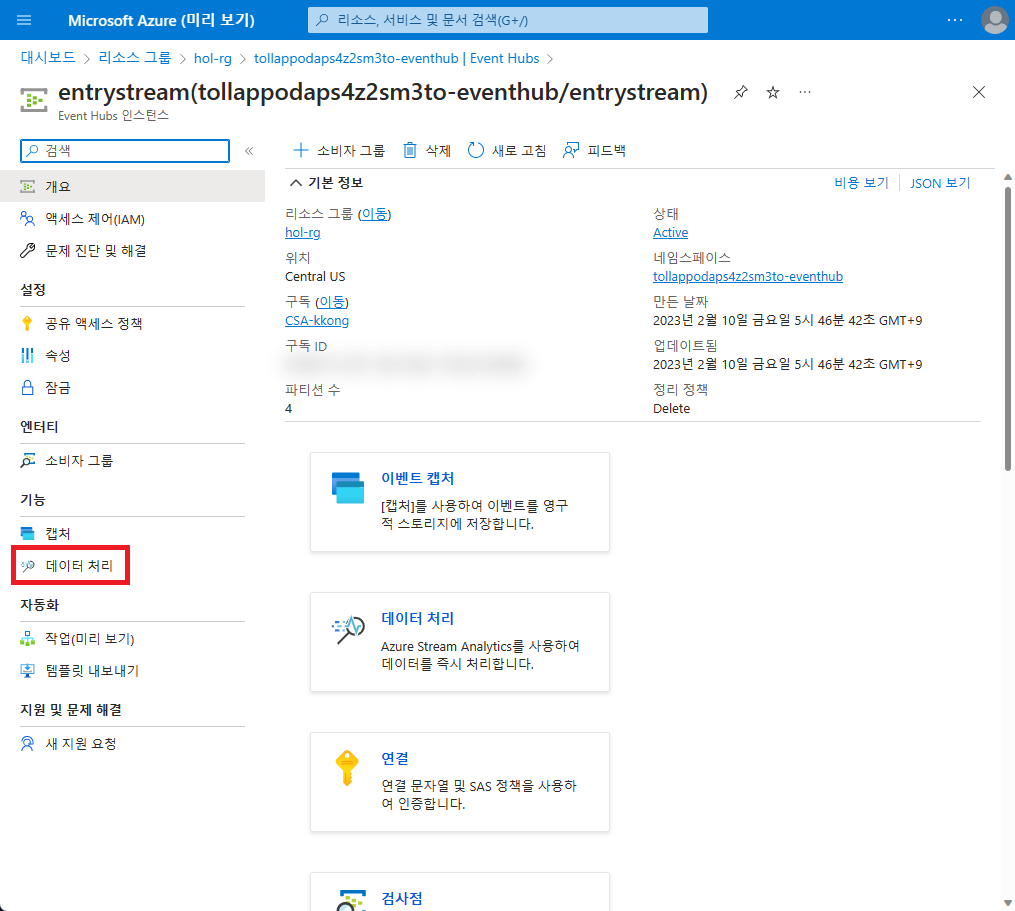 Microsoft Azure (미리 보기)
리소스, 서비스 및 문서 검색(G+/)
대시보드 > 리소스 그룹 > hol-rg > tollappodaps4z2sm3to-eventhub | Event Hubs >
entrystream(tollappodaps4z2sm3to-eventhub/entrystream)
Event Hubs 인스턴스
검색
개요
액세스 제어(IAM)
문제 진단 및 해결
설정
공유 액세스 정책
속성
잠금
엔터티
소비자 그룹
기능
캡처
데이터 처리
자동화
작업(미리 보기)
템플릿 내보내기
지원 및 문제 해결
새 지원 요청
소비자 그룹 삭제 새로 고침 피드백
기본 정보 비용 보기 JSON 보기
리소스 그룹 (이동)
hol-rg
위치
Central US
구독 (이동)
CSA-kkong
구독 ID
파티션 수
4
상태
Active
네임스페이스
tollappodaps4z2sm3to-eventhub
만든 날짜
2023년 2월 10일 금요일 5시 46분 42초 GMT+9
업데이트됨
2023년 2월 10일 금요일 5시 46분 42초 GMT+9
정리 정책
Delete
이벤트 캡처
[캡처]를 사용하여 이벤트를 영구
적 스토리지에 저장합니다.
데이터 처리
Azure Stream Analytics를 사용하여
데이터를 즉시 처리합니다.
연결
연결 문자열 및 SAS 정책을 사용하
여 인증합니다.
검사점